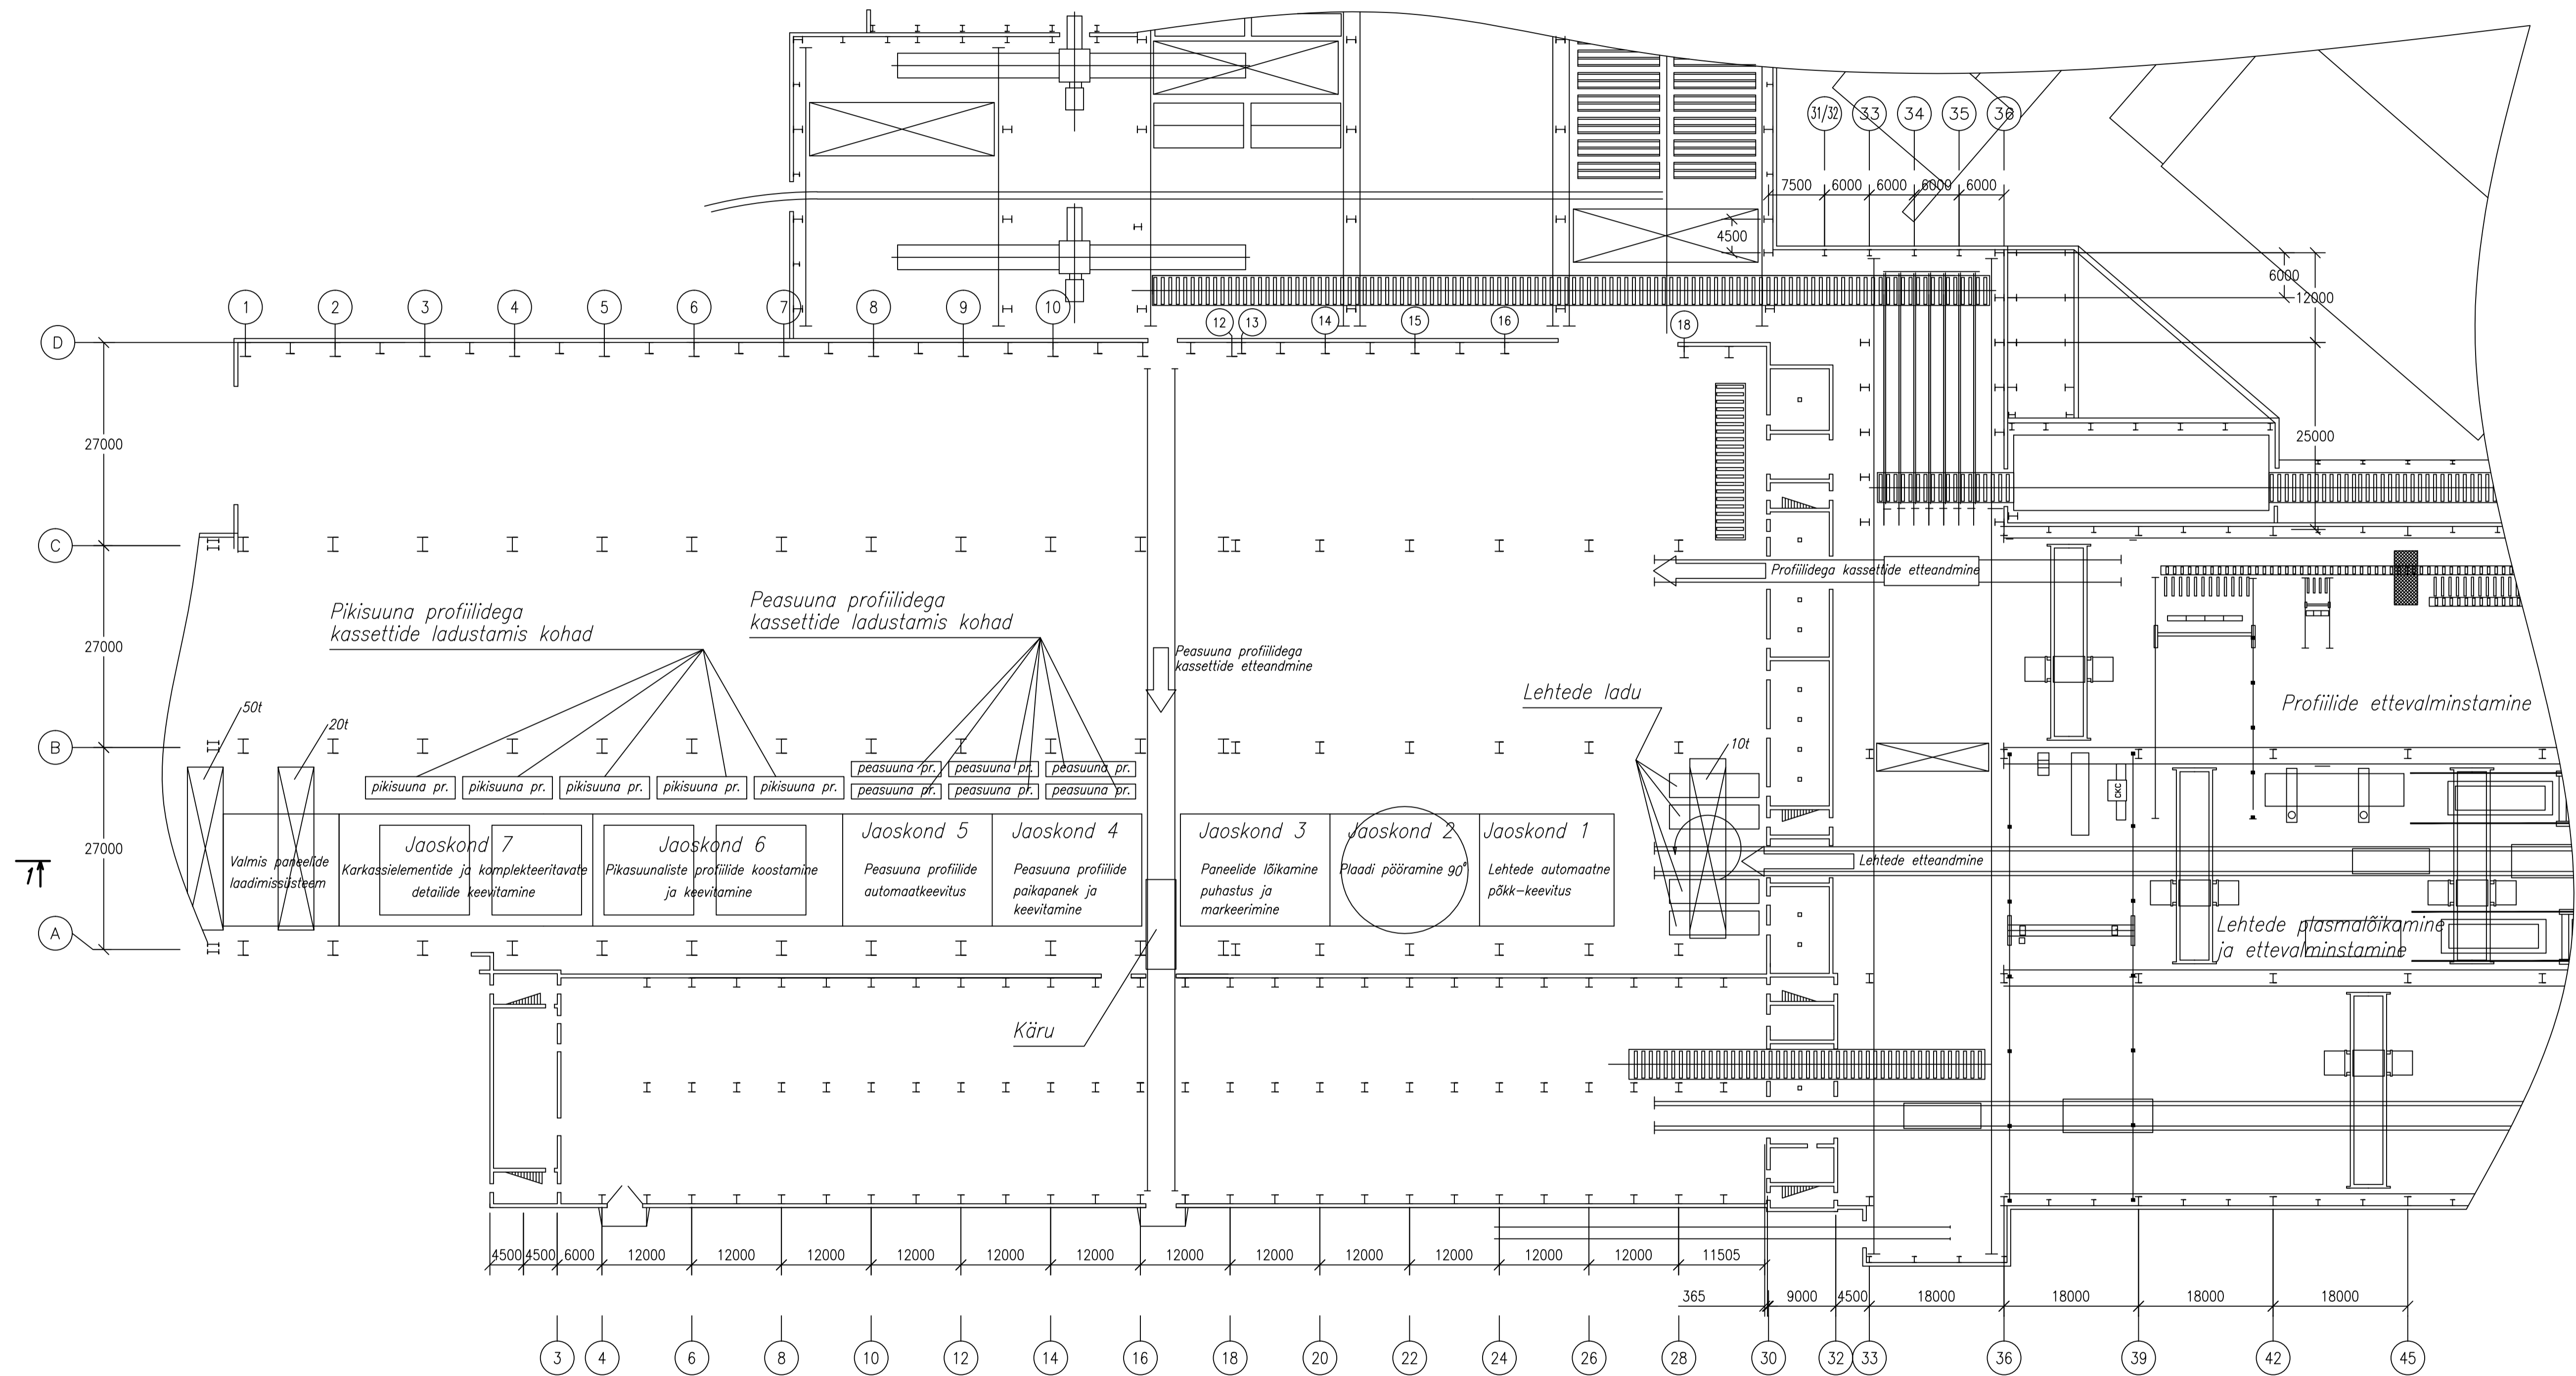 31/32 33 34 35 36
7500 6000 6000 6000 6000
4500
6000
12000
25000
1 2 3 4 5 6 7 8 9 10 12 13 14 15 16 18
D
27000
C
27000
B
27000
A
1
Pikisuuna profiilidega
kassettide ladustamis kohad
Peasuuna profiilidega
kassettide ladustamis kohad
Peasuuna profiilidega
kassettide etteandmine
Profiilidega kassettide etteandmine
Lehtede ladu
Profiilide ettevalminstamine
50t
20t
10t
pikisuuna pr.
pikisuuna pr.
pikisuuna pr.
pikisuuna pr.
pikisuuna pr.
peasuuna pr.
peasuuna pr.
peasuuna pr.
peasuuna pr.
peasuuna pr.
peasuuna pr.
СКС
Valmis paneelide
laadimissüsteem
Jaoskond 7
Karkassielementide ja komplekteeritavate
detailide keevitamine
Jaoskond 6
Pikasuunaliste profiilide koostamine
ja keevitamine
Jaoskond 5
Peasuuna profiilide
automaatkeevitus
Jaoskond 4
Peasuuna profiilide
paikapanek ja
keevitamine
Jaoskond 3
Paneelide lõikamine
puhastus ja
markeerimine
Jaoskond 2
Plaadi pööramine 90°
Jaoskond 1
Lehtede automaatne
põkk-keevitus
Lehtede etteandmine
Lehtede plasmalõikamine
ja ettevalminstamine
Käru
4500 4500 6000 12000 12000 12000 12000 12000 12000 12000 12000 12000 12000 12000 12000 11505
365 9000 4500 18000 18000 18000 18000
3 4 6 8 10 12 14 16 18 20 22 24 26 28 30 32 33 36 39 42 45